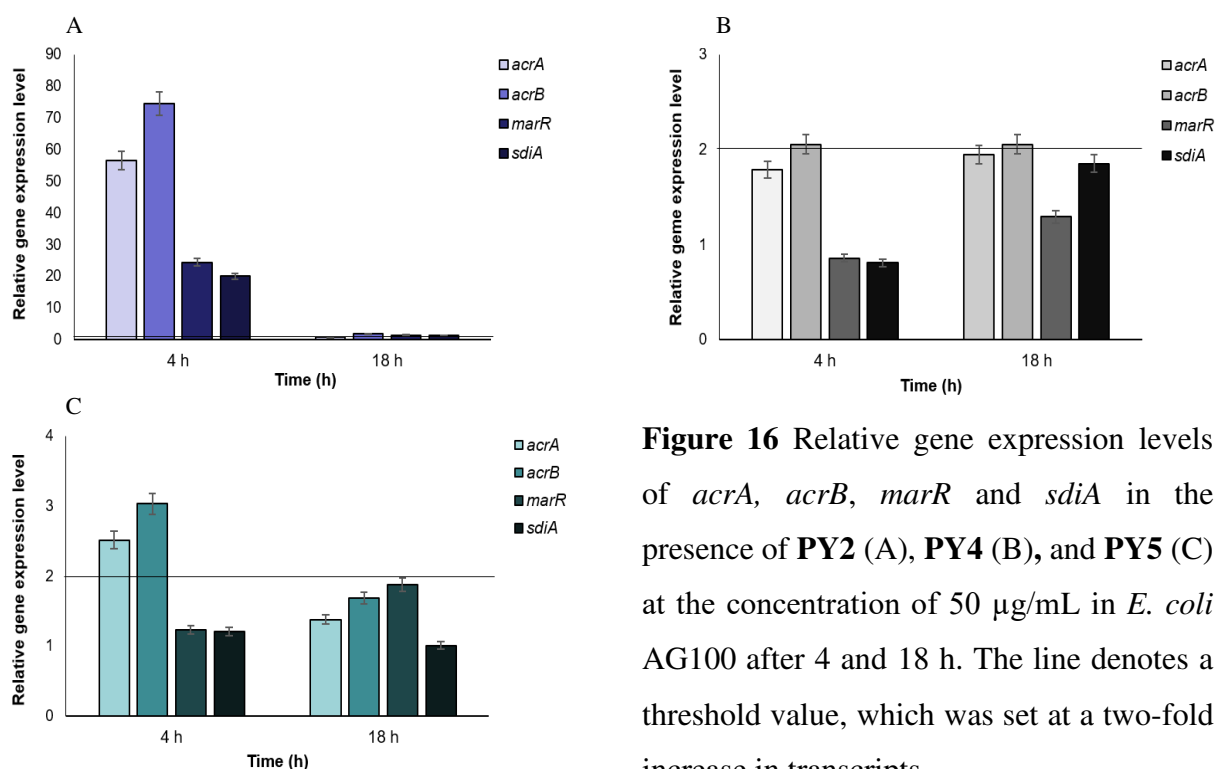 A
Relative gene expression level
90
80
70
60
50
40
30
20
10
0
4 h
18 h
Time (h)
acrA
acrB
marR
sdiA
B
Relative geme expression level
3
2
1
0
4 h
18 h
Time (h)
acrA
acrB
marR
sdiA
C
Relative gene expression level
4
3
2
1
0
4 h
18 h
Time (h)
acrA
acrB
marR
sdiA
Figure 16 Relative gene expression levels
of acrA, acrB, marR and sdiA in the
presence of PY2 (A), PY4 (B), and PY5 (C)
at the concentration of 50 µg/mL in E. coli
AG100 after 4 and 18 h. The line denotes a
threshold value, which was set at a two-fold
increase in transcripts